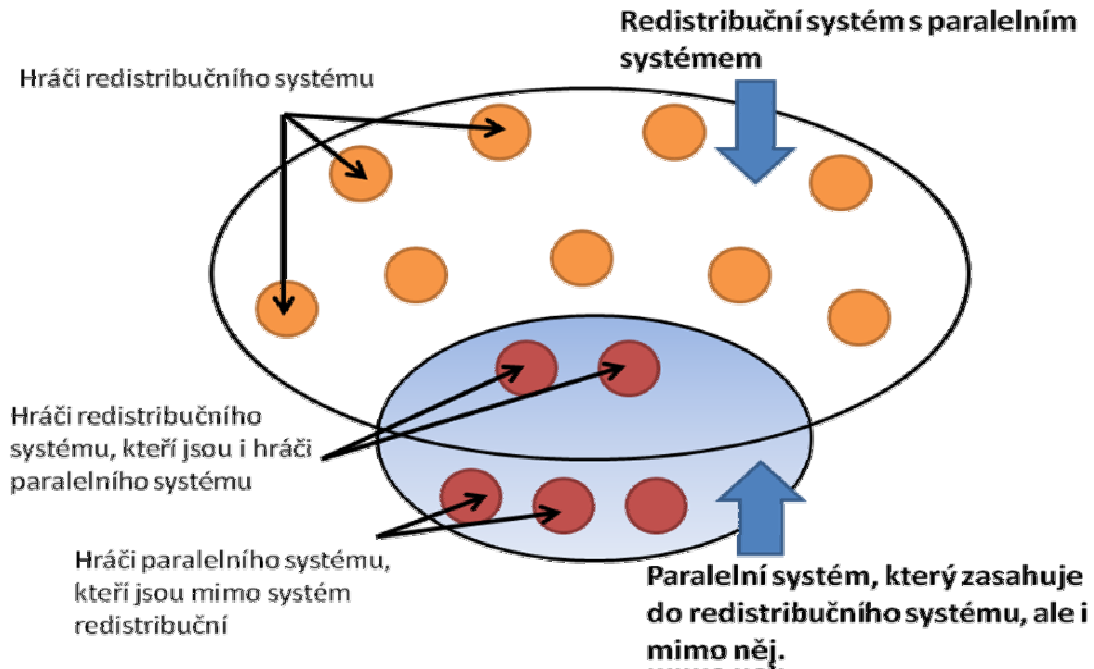 Redistribuční systém s paralelním
systémem
Hráči redistribučního systému
Hráči redistribučního
systému, kteří jsou i hráči
paralelního systému
Hráči paralelního systému,
kteří jsou mimo systém
redistribuční
Paralelní systém, který zasahuje
do redistribučního systému, ale i
mimo něj.